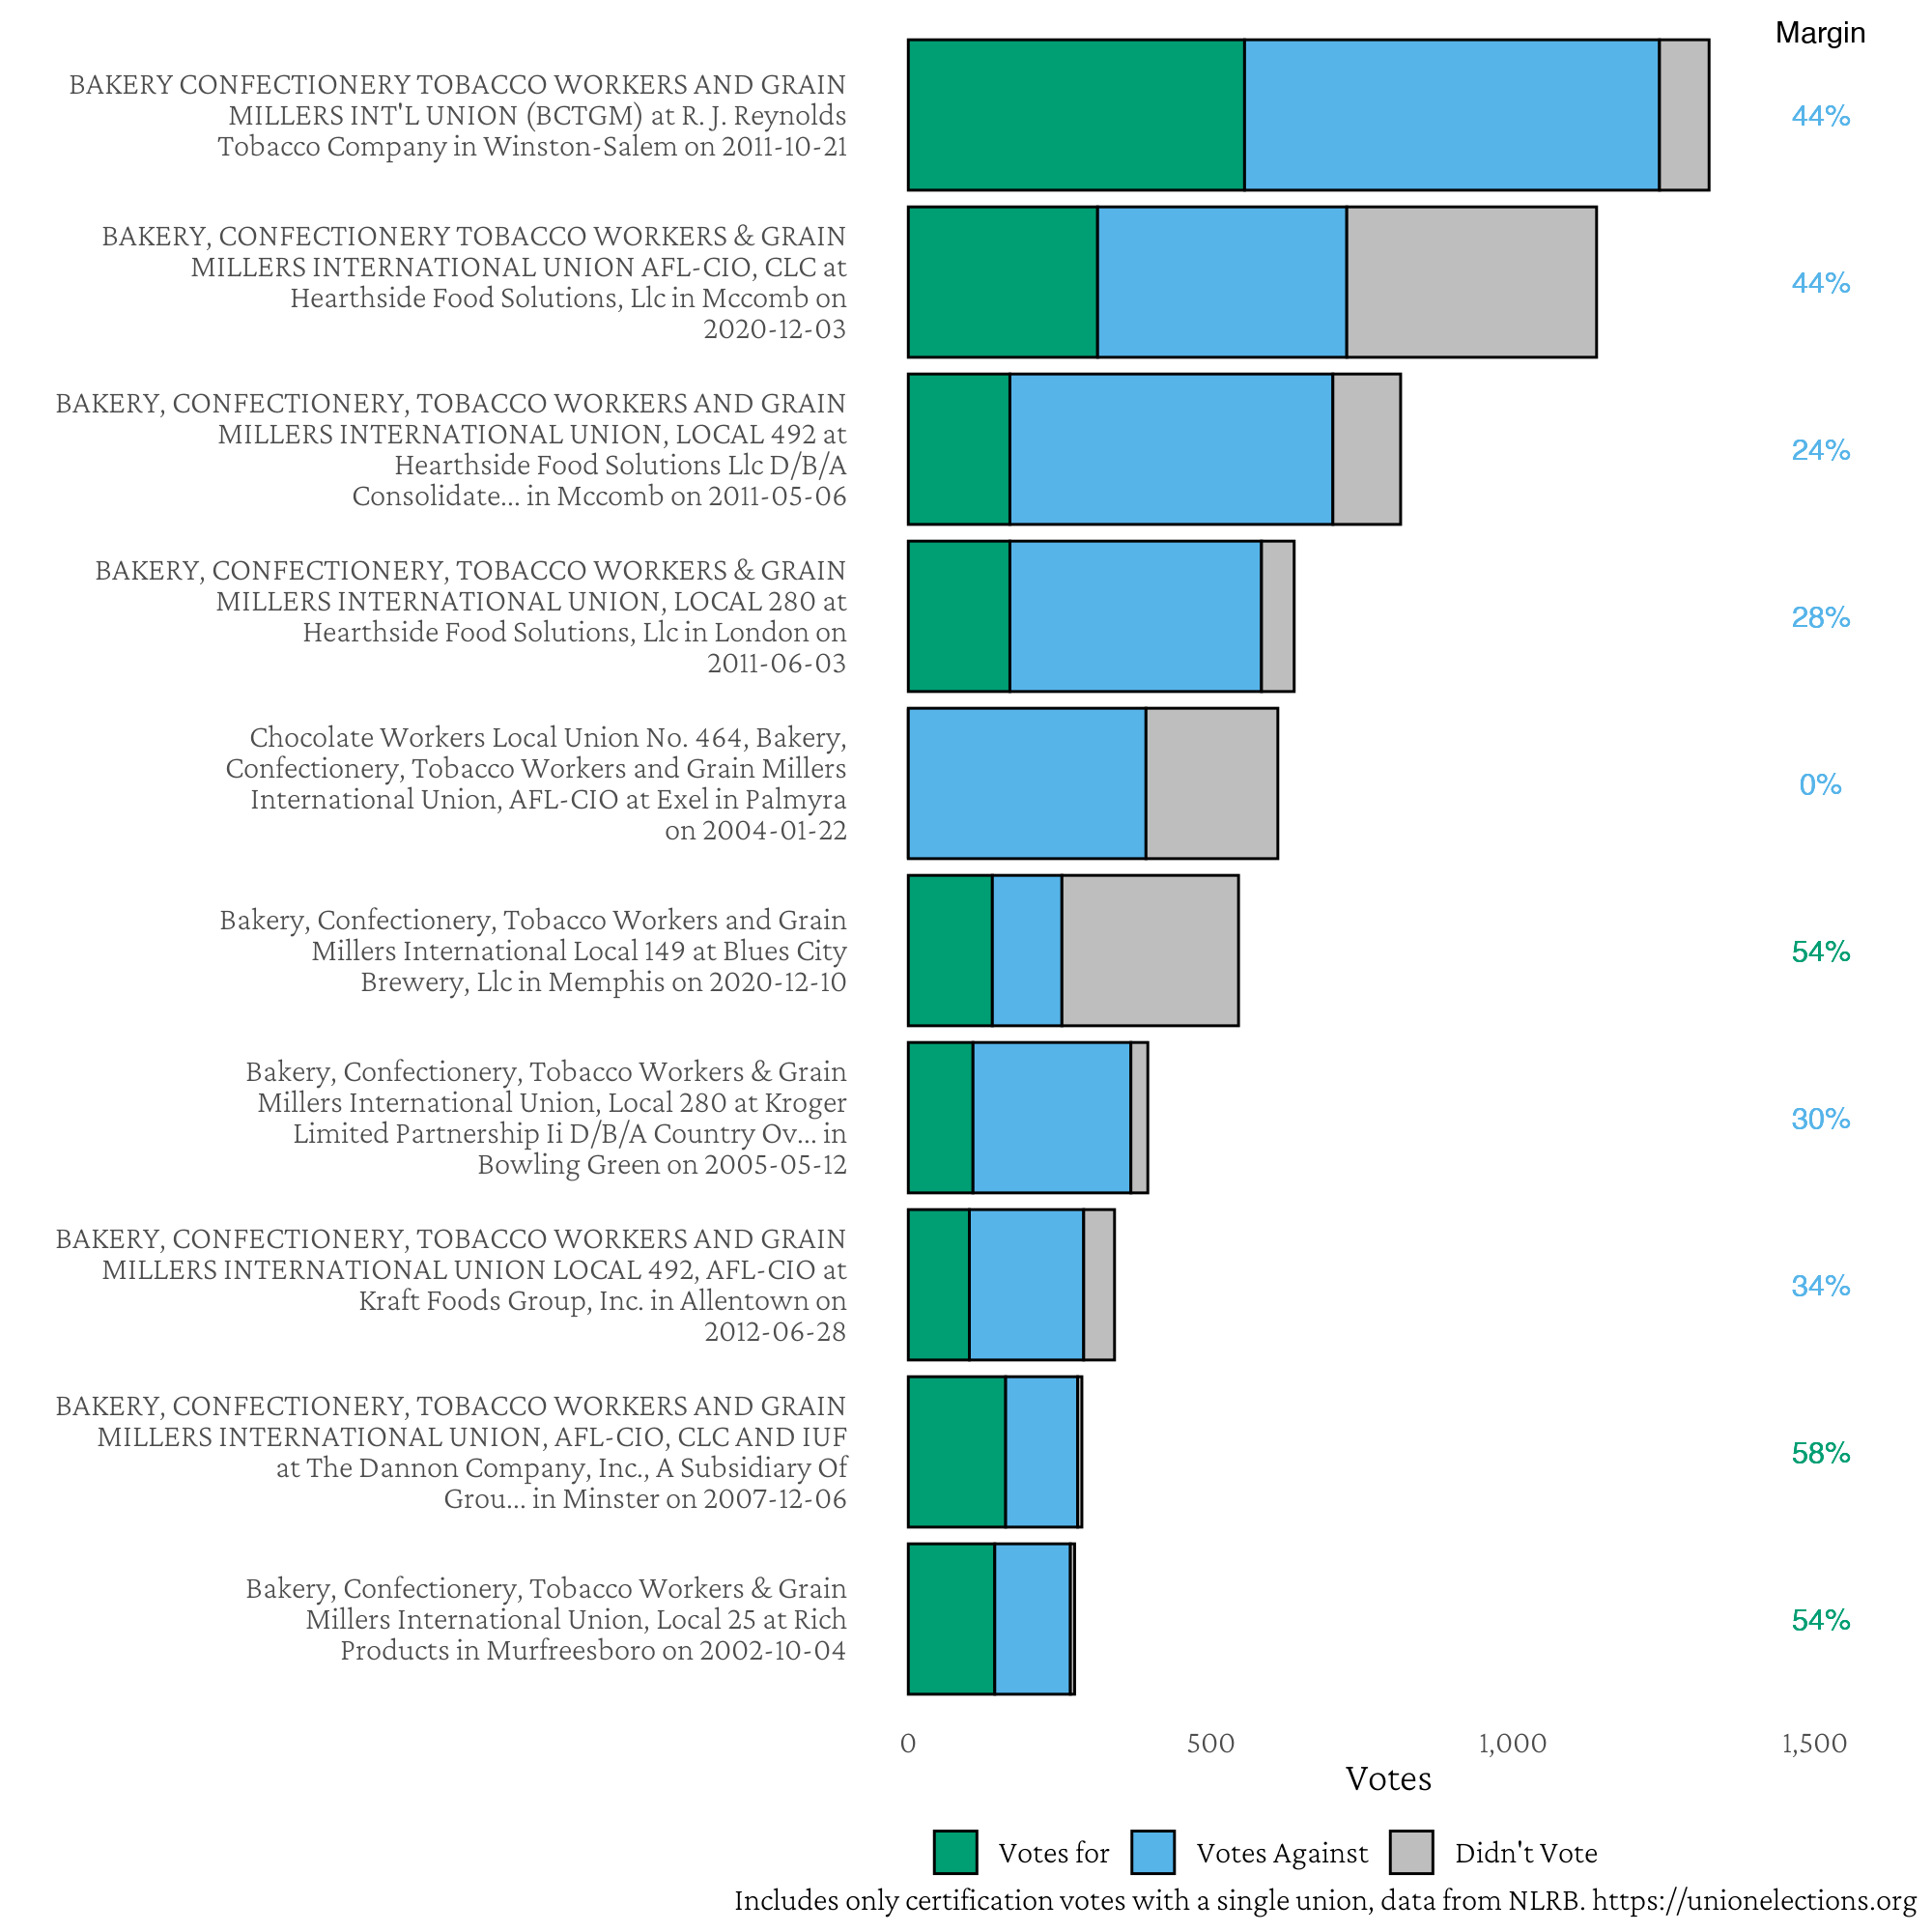 Margin
BAKERY CONFECTIONERY TOBACCO WORKERS AND GRAIN
MILLERS INT'L UNION (BCTGM) at R. J. Reynolds
Tobacco Company in Winston-Salem on 2011-10-21
44%
BAKERY, CONFECTIONERY TOBACCO WORKERS & GRAIN
MILLERS INTERNATIONAL UNION AFL-CIO, CLC at
Hearthside Food Solutions, Llc in Mccomb on
2020-12-03
44%
BAKERY, CONFECTIONERY, TOBACCO WORKERS AND GRAIN
MILLERS INTERNATIONAL UNION, LOCAL 492 at
Hearthside Food Solutions Llc D/B/A
Consolidate... in Mccomb on 2011-05-06
24%
BAKERY, CONFECTIONERY, TOBACCO WORKERS & GRAIN
MILLERS INTERNATIONAL UNION, LOCAL 280 at
Hearthside Food Solutions, Llc in London on
2011-06-03
28%
Chocolate Workers Local Union No. 464, Bakery,
Confectionery, Tobacco Workers and Grain Millers
International Union, AFL-CIO at Exel in Palmyra
on 2004-01-22
0%
Bakery, Confectionery, Tobacco Workers and Grain
Millers International Local 149 at Blues City
Brewery, Llc in Memphis on 2020-12-10
54%
Bakery, Confectionery, Tobacco Workers & Grain
Millers International Union, Local 280 at Kroger
Limited Partnership Ii D/B/A Country Ov... in
Bowling Green on 2005-05-12
30%
BAKERY, CONFECTIONERY, TOBACCO WORKERS AND GRAIN
MILLERS INTERNATIONAL UNION LOCAL 492, AFL-CIO at
Kraft Foods Group, Inc. in Allentown on
2012-06-28
34%
BAKERY, CONFECTIONERY, TOBACCO WORKERS AND GRAIN
MILLERS INTERNATIONAL UNION, AFL-CIO, CLC AND IUF
at The Dannon Company, Inc., A Subsidiary Of
Grou... in Minster on 2007-12-06
58%
Bakery, Confectionery, Tobacco Workers & Grain
Millers International Union, Local 25 at Rich
Products in Murfreesboro on 2002-10-04
54%
0 500 1,000 1,500
Votes
Votes for Votes Against Didn't Vote
Includes only certification votes with a single union, data from NLRB. https://unionelections.org